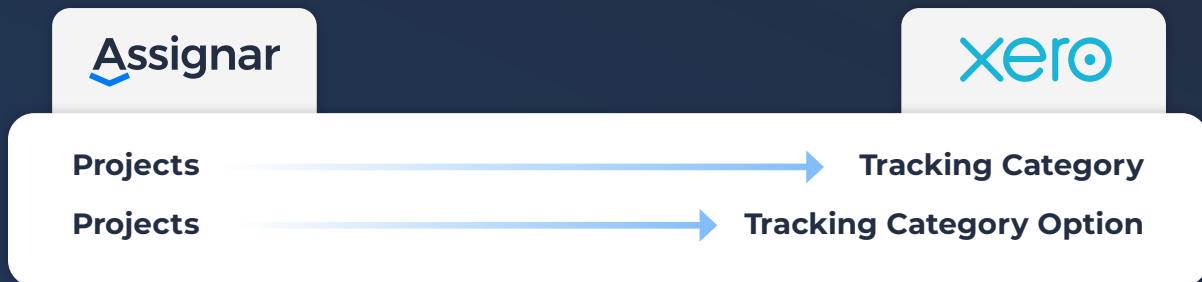 Assignar
xero
Projects Tracking Category
Projects Tracking Category Option